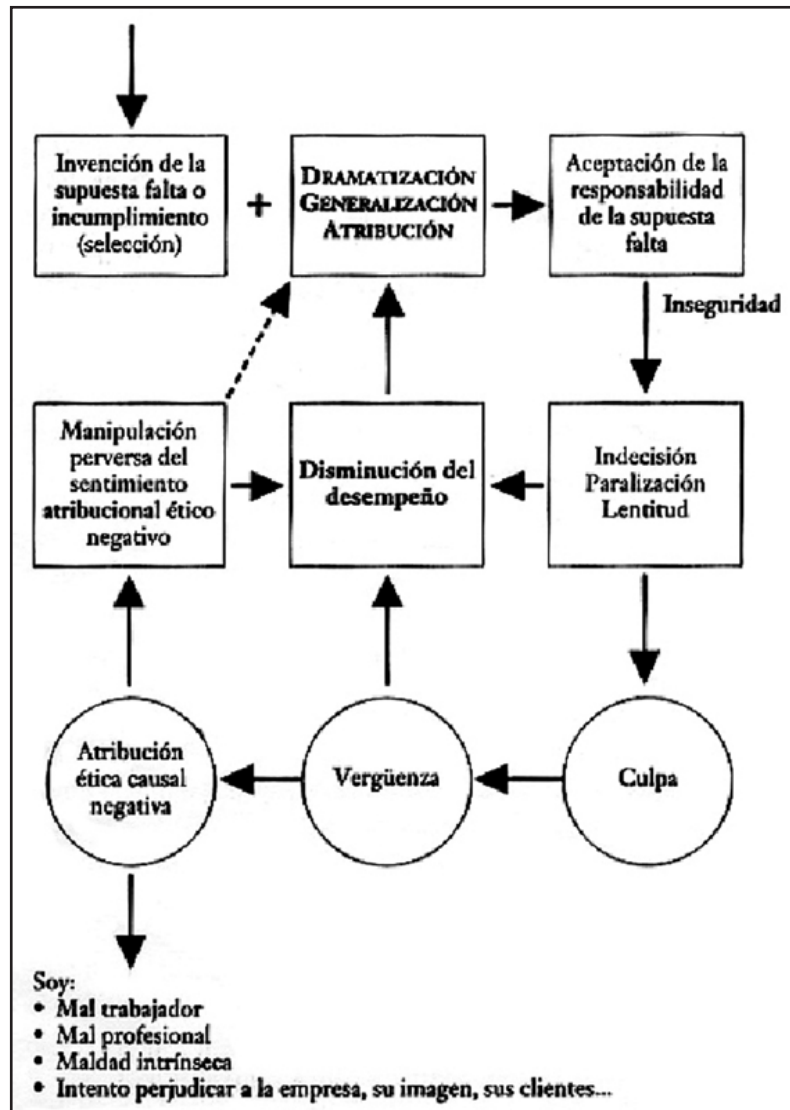 Invención de la
supuesta falta o
incumplimiento
(selección)
+
DRAMATIZACIÓN
GENERALIZACIÓN
ATRIBUCIÓN
Aceptación de la
responsabilidad
de la supuesta
falta
Inseguridad
Manipulación
perversa del
sentimiento
atribucional ético
negativo
Disminución del
desempeño
Indecisión
Paralización
Lentitud
Atribución
ética causal
negativa
Vergüenza
Culpa
Soy:
• Mal trabajador
• Mal profesional
• Maldad intrínseca
• Intento perjudicar a la empresa, su imagen, sus clientes...